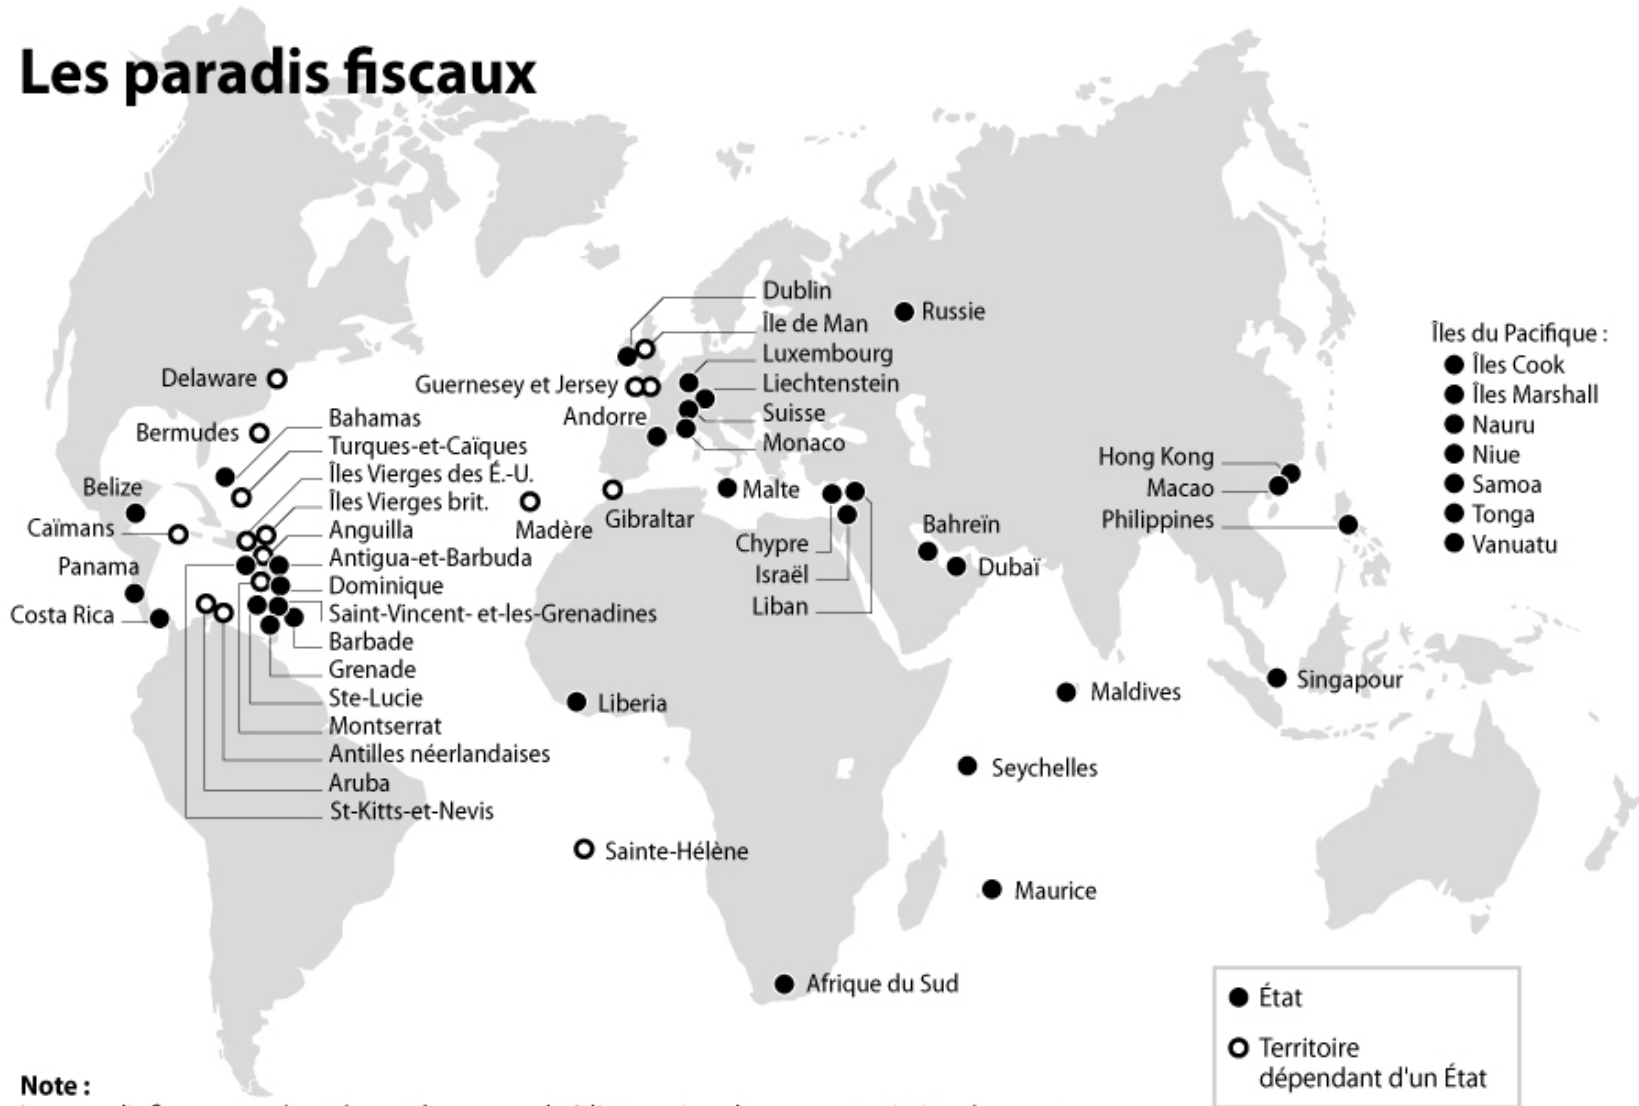 Les paradis fiscaux
Dublin
Île de Man
Luxembourg
Liechtenstein
Suisse
Monaco
Russie
Delaware
Guernesey et Jersey
Andorre
Bermudes
Bahamas
Turques-et-Caïques
Îles Vierges des É.-U.
Îles Vierges brit.
Anguilla
Antigua-et-Barbuda
Dominique
Saint-Vincent- et-les-Grenadines
Barbade
Grenade
Ste-Lucie
Montserrat
Antilles néerlandaises
Aruba
St-Kitts-et-Nevis
Belize
Caïmans
Panama
Costa Rica
Madère
Gibraltar
Malte
Chypre
Israël
Liban
Bahreïn
Dubaï
Hong Kong
Macao
Philippines
Îles du Pacifique :
Îles Cook
Îles Marshall
Nauru
Niue
Samoa
Tonga
Vanuatu
Liberia
Maldives
Singapour
Seychelles
Sainte-Hélène
Maurice
Afrique du Sud
État
Territoire
dépendant d'un État
Note :